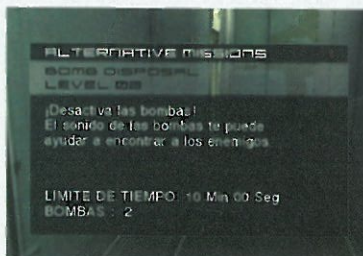 ALTERNATIVE MISSIONS
BOMB DISPOSAL
LEVEL 02
¡Desactiva las bombas!
El sonido de las bombas te puede
ayudar a encontrar a los enemigos.
LIMITE DE TIEMPO: 10 Min 00 Seg
BOMBAS : 2